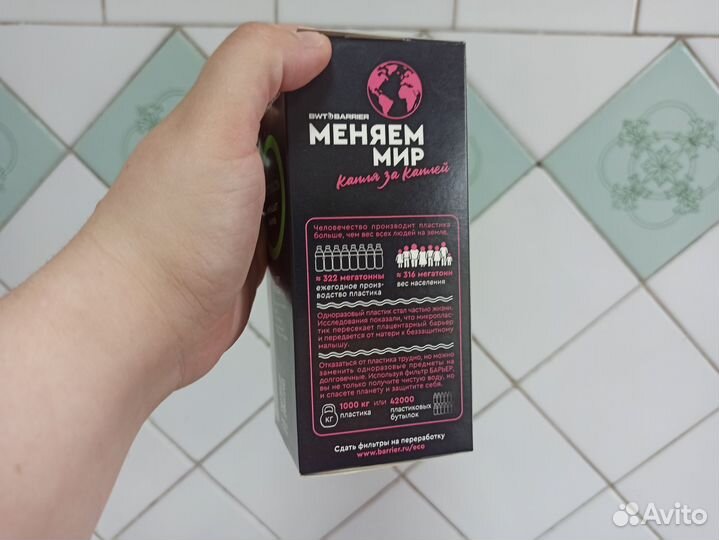 BWT BARRIER
МЕНЯЕМ
МИР
Капля за Каплей
Человечество производит пластика
больше, чем вес всех людей на земле.
≈ 322 мегатонны
ежегодное произ-
водство пластика
≈ 316 мегатонн
вес населения
Одноразовый пластик стал частью жизни.
Исследования показали, что микроплас-
тик пересекает плацентарный барьер
и передается от матери к беззащитному
малышу.
Отказаться от пластика трудно, но можно
заменить одноразовые предметы на
долговечные. Используя фильтр БАРЬЕР,
вы не только получите чистую воду, но
и спасете планету и защитите себя.
КГ
1000 кг или 42000
пластика
пластиковых
бутылок
Сдать фильтры на переработку
www.barrier.ru/eco
Avito